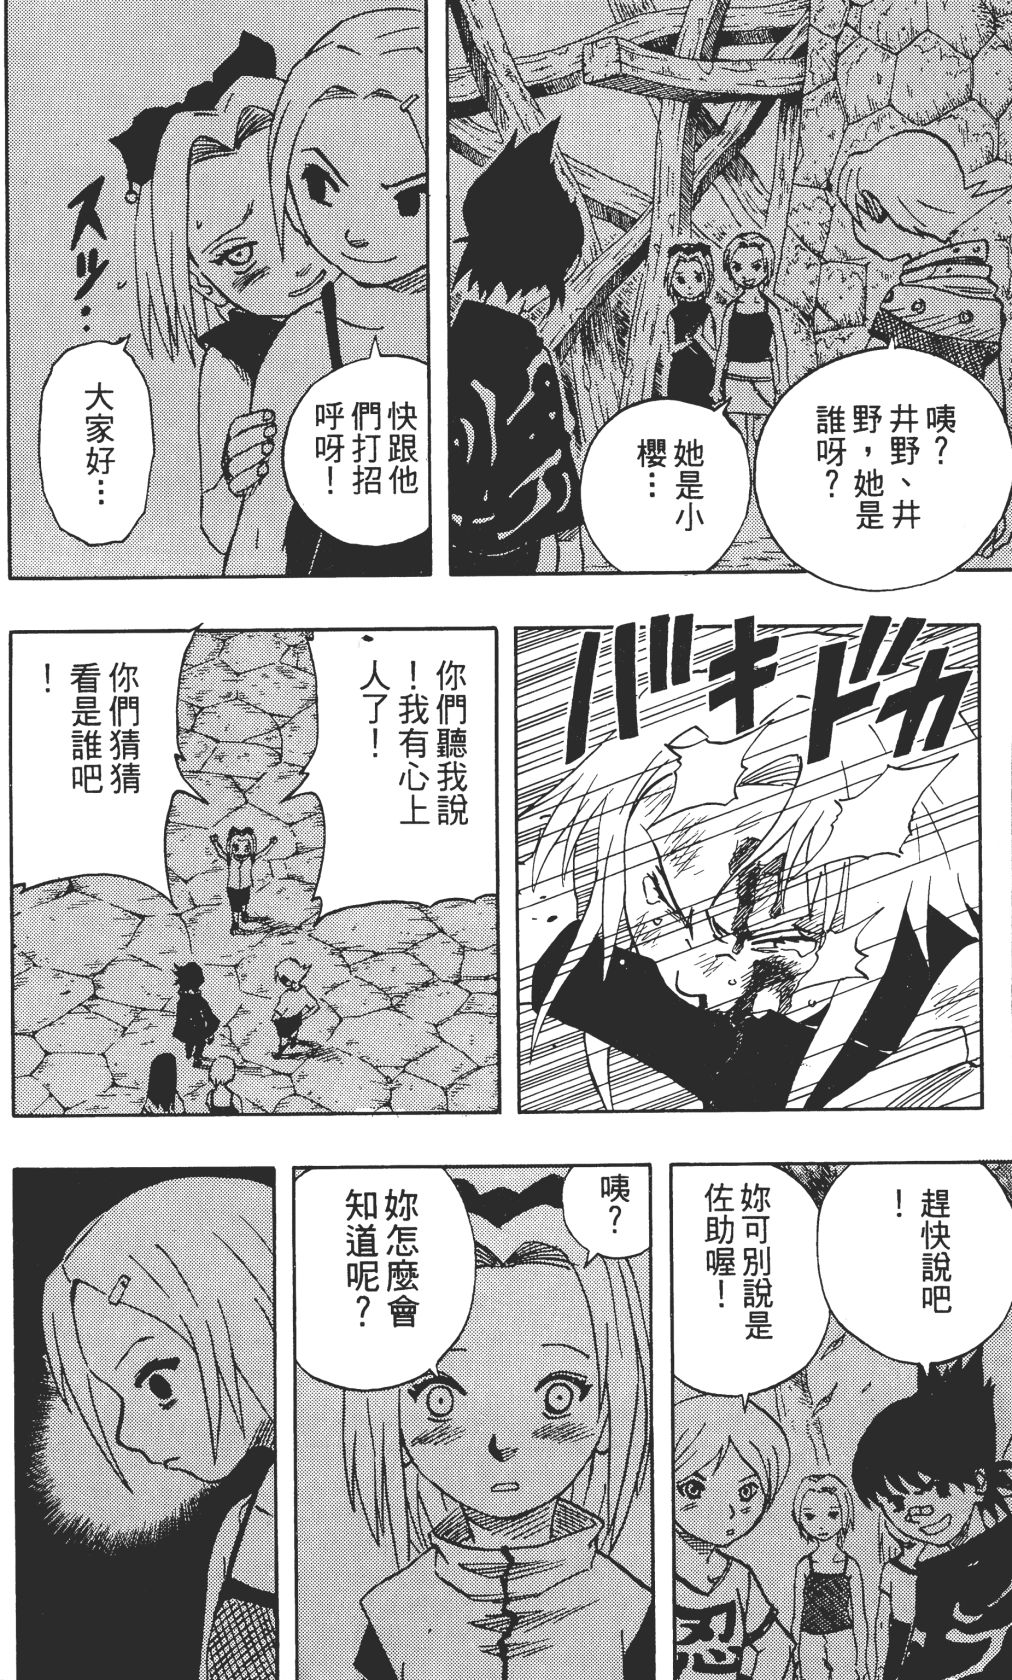 咦?
井野、井
野，她是
誰呀?
她是小
櫻…
快跟他
們打招
呼呀!
スッ…
大家好…
ドカ
バキ
你們聽我說
!我有心上
人了!
你們猜猜
看是誰吧
!
趕快說吧
!
妳可別說是
佐助喔!
忍
咦?
妳怎麼會
知道呢?